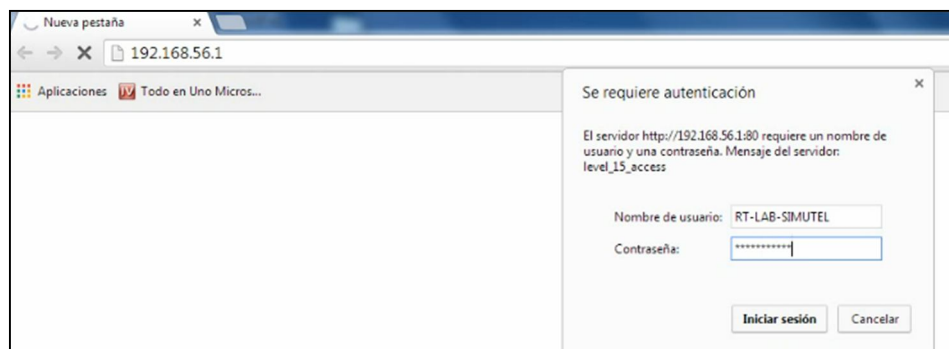 Nueva pestaña
192.168.56.1
Aplicaciones Todo en Uno Micros...
Se requiere autenticación
El servidor http://192.168.56.1:80 requiere un nombre de
usuario y una contraseña. Mensaje del servidor:
level_15_access
Nombre de usuario: RT-LAB-SIMUTEL
Contraseña: ***********
Iniciar sesión Cancelar